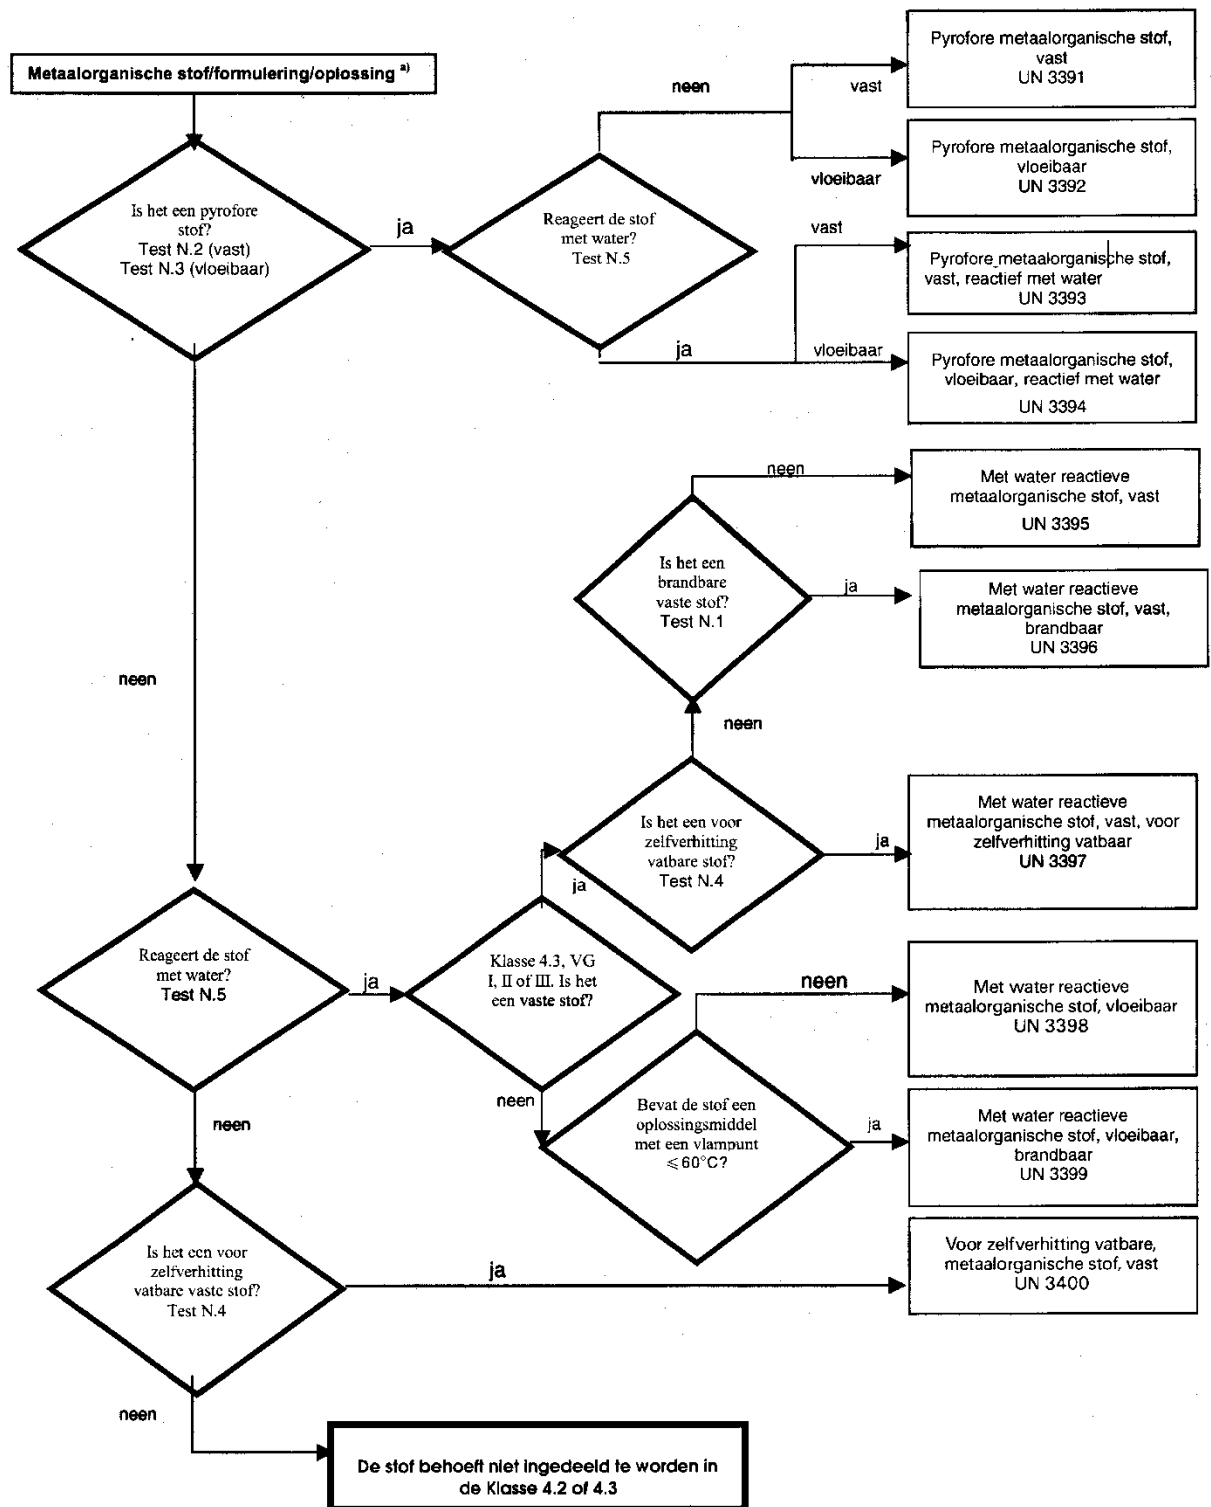 Metaalorganische stof/formulering/oplossing a)
Pyrofore metaalorganische stof,
vast
UN 3391
neen
vast
Pyrofore metaalorganische stof,
vloeibaar
UN 3392
vloeibaar
Is het een pyrofore
stof?
Test N.2 (vast)
Test N.3 (vloeibaar)
ja
Reageert de stof
met water?
Test N.5
vast
Pyrofore metaalorganische stof,
vast, reactief met water
UN 3393
ja
vloeibaar
Pyrofore metaalorganische stof,
vloeibaar, reactief met water
UN 3394
neen
Met water reactieve
metaalorganische stof, vast
UN 3395
Is het een
brandbare
vaste stof?
Test N.1
ja
Met water reactieve
metaalorganische stof, vast,
brandbaar
UN 3396
neen
neen
Is het een voor
zelfverhitting
vatbare stof?
Test N.4
ja
Met water reactieve
metaalorganische stof, vast, voor
zelfverhitting vatbaar
UN 3397
ja
Reageert de stof
met water?
Test N.5
ja
Klasse 4.3, VG
I, II of III. Is het
een vaste stof?
neen
Met water reactieve
metaalorganische stof, vloeibaar
UN 3398
neen
neen
Bevat de stof een
oplossingsmiddel
met een vlampunt
⩽ 60°C?
ja
Met water reactieve
metaalorganische stof, vloeibaar,
brandbaar
UN 3399
Is het een voor
zelfverhitting
vatbare vaste stof?
Test N.4
ja
Voor zelfverhitting vatbare,
metaalorganische stof, vast
UN 3400
neen
De stof behoeft niet ingedeeld te worden in
de Klasse 4.2 of 4.3